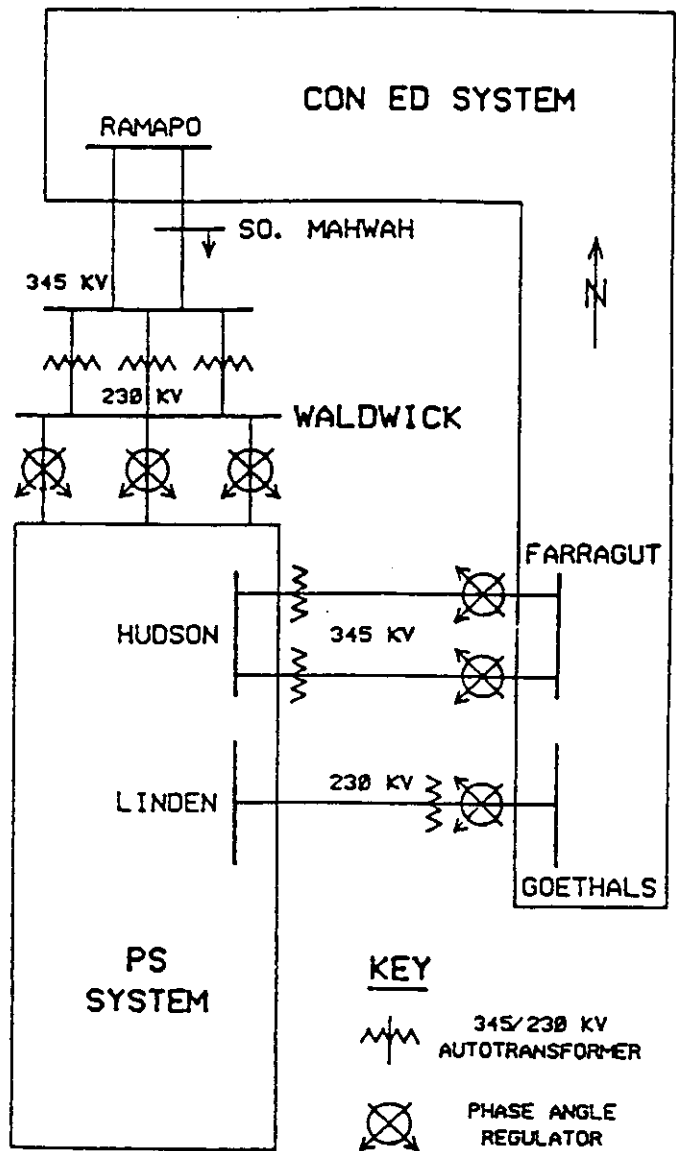 CON ED SYSTEM
RAMAPO
SO. MAHWAH
345 KV
N
230 KV
WALDWICK
FARRAGUT
HUDSON
345 KV
LINDEN
230 KV
GOETHALS
PS
SYSTEM
KEY
345/230 KV
AUTOTRANSFORMER
PHASE ANGLE
REGULATOR